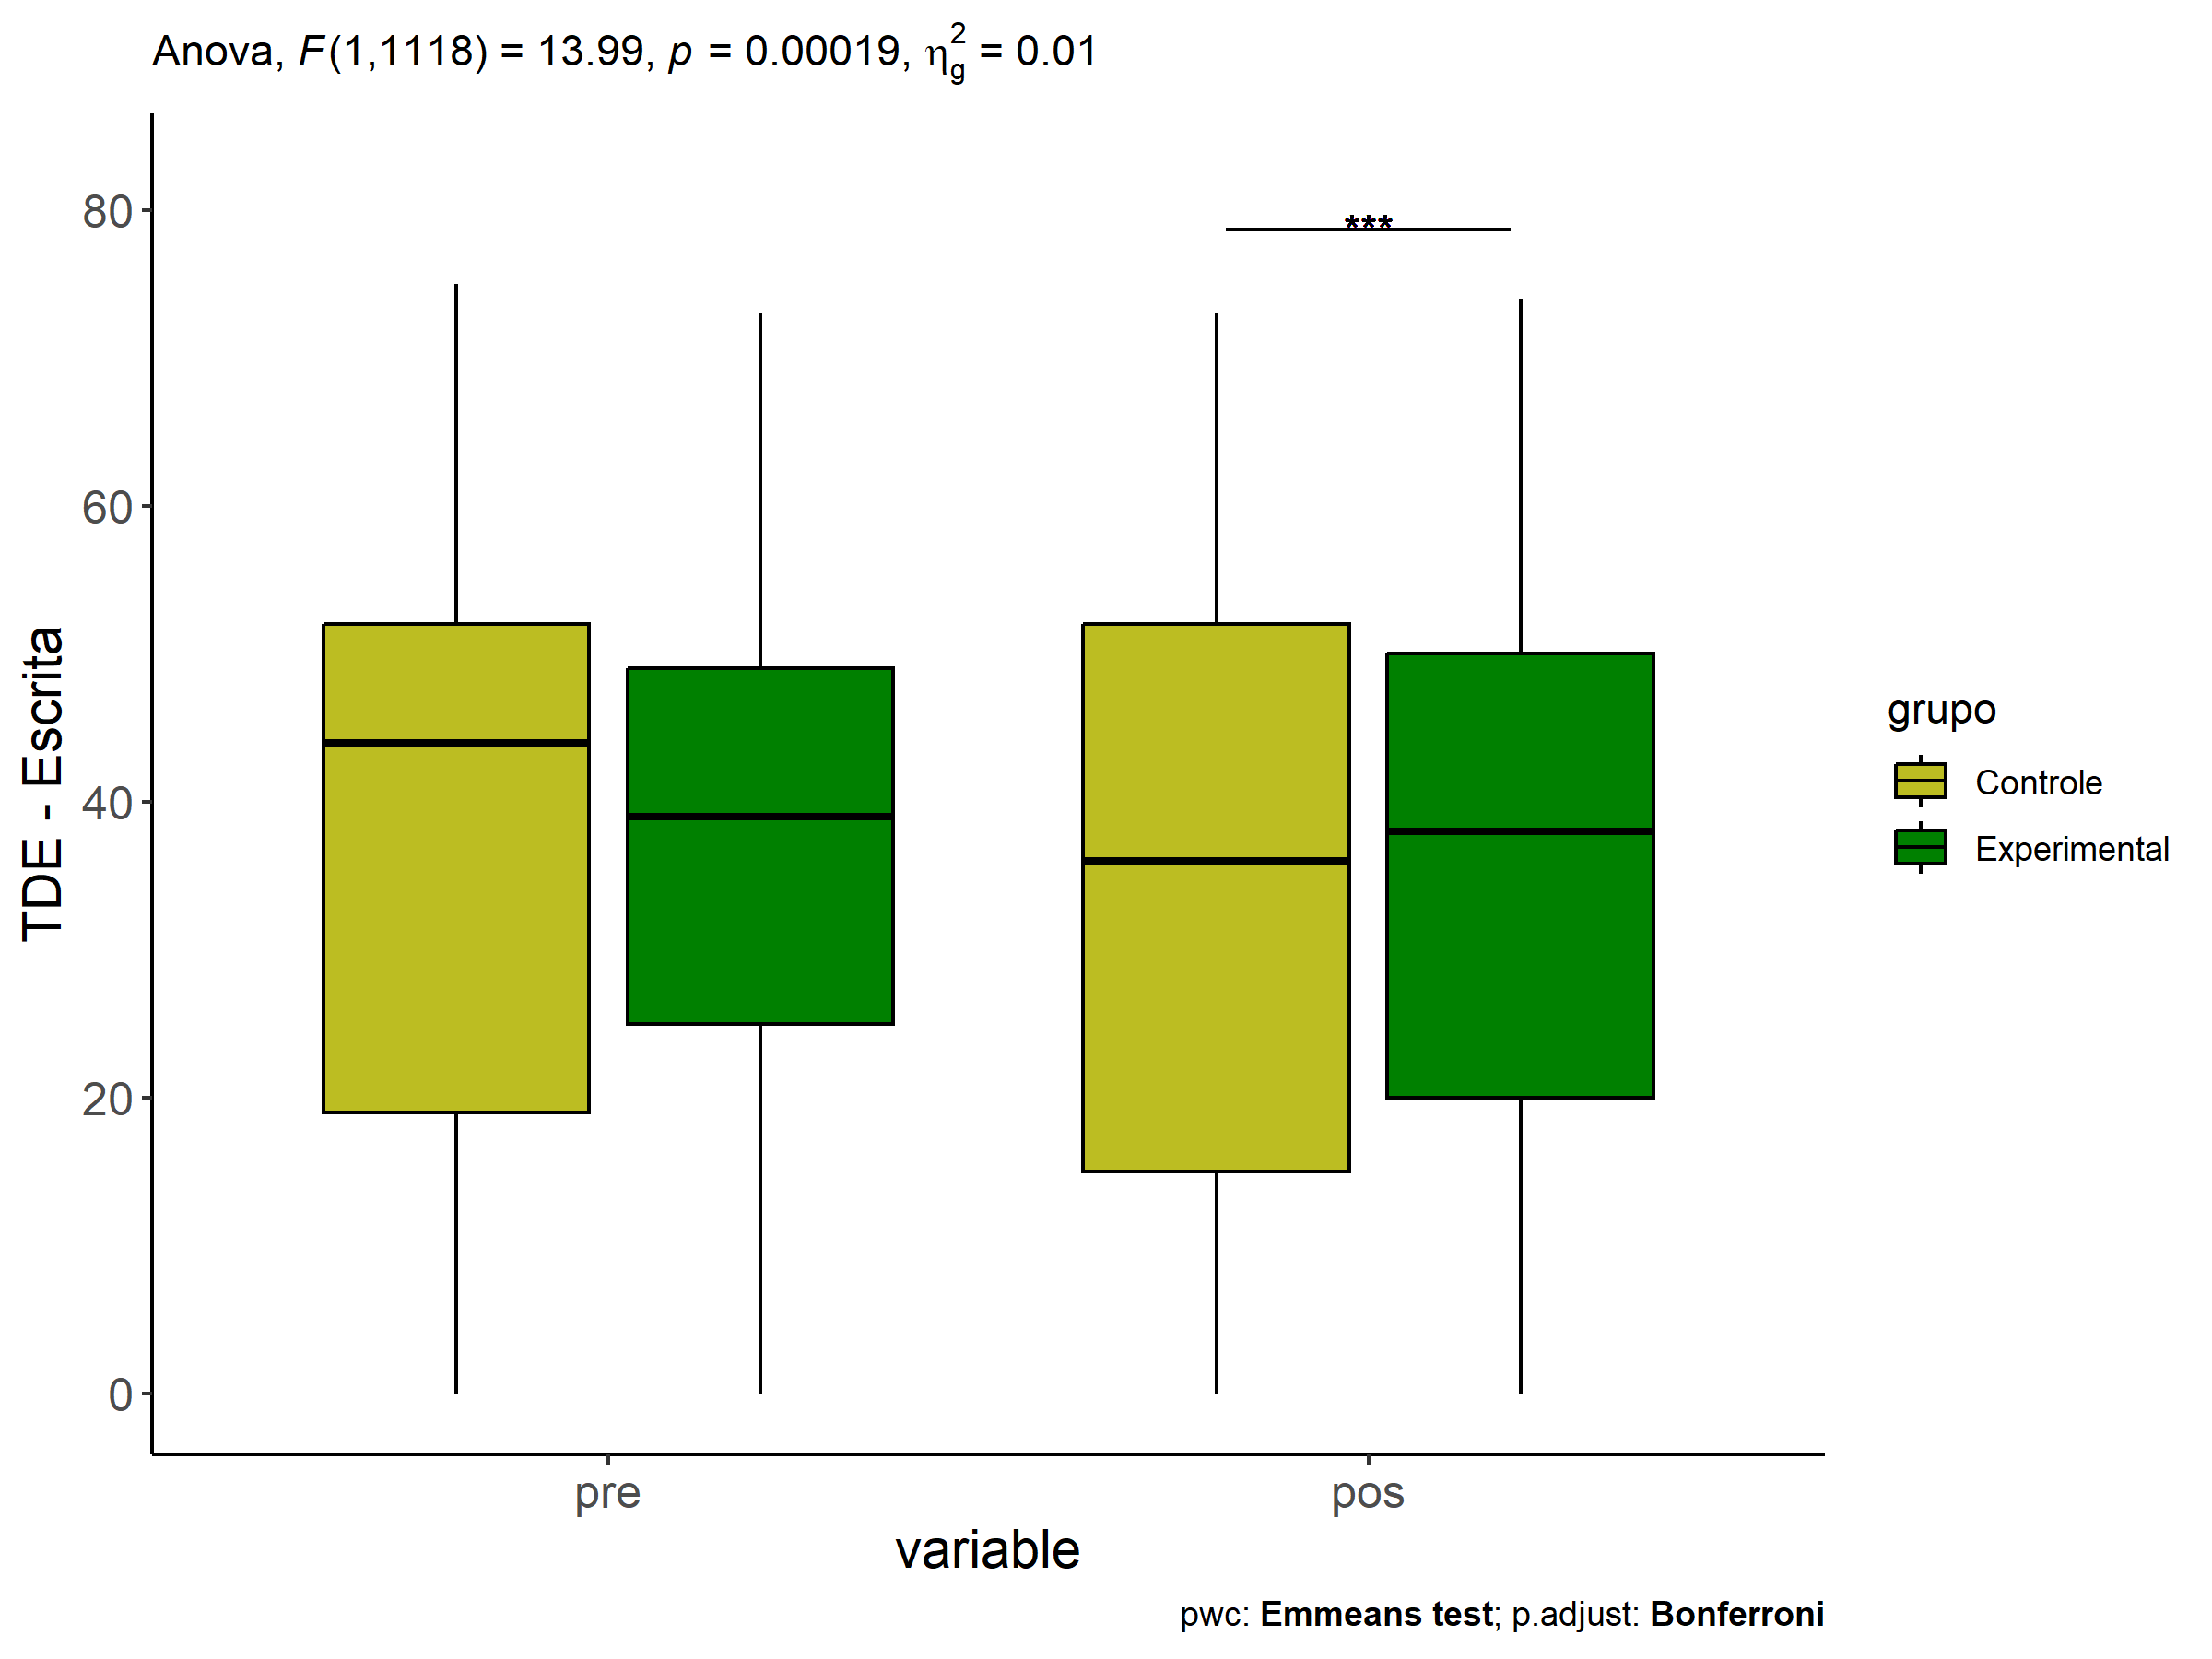 Anova, F(1,1118) = 13.99, p = 0.00019, η²g = 0.01
80
60
40
20
0
TDE - Escrita
***
pre
pos
variable
grupo
Controle
Experimental
pwc: Emmeans test; p.adjust: Bonferroni